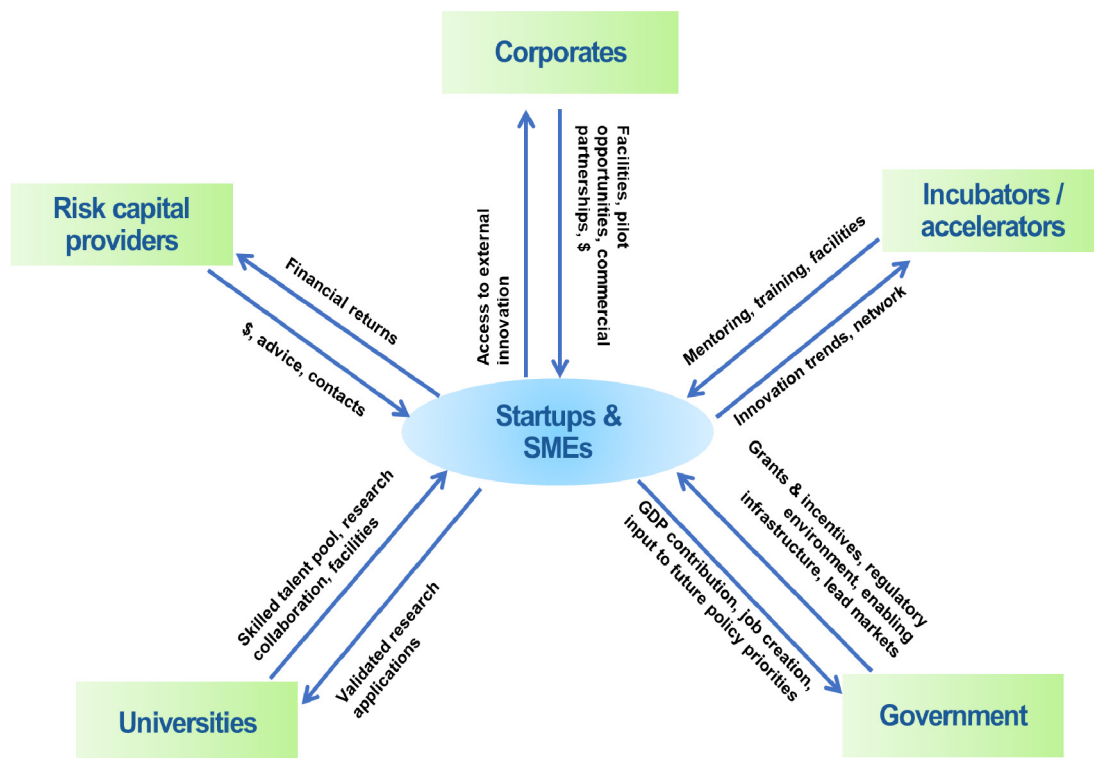 Corporates
Facilities, pilot
opportunities, commercial
partnerships, $
Access to external
innovation
Risk capital
providers
Financial returns
$, advice, contacts
Incubators /
accelerators
Mentoring, training, facilities
Innovation trends, network
Startups &
SMEs
Skilled talent pool, research
collaboration, facilities
Validated research
applications
Universities
Grants & incentives, regulatory
environment, enabling
infrastructure, lead markets
GDP contribution, job creation,
input to future policy priorities
Government